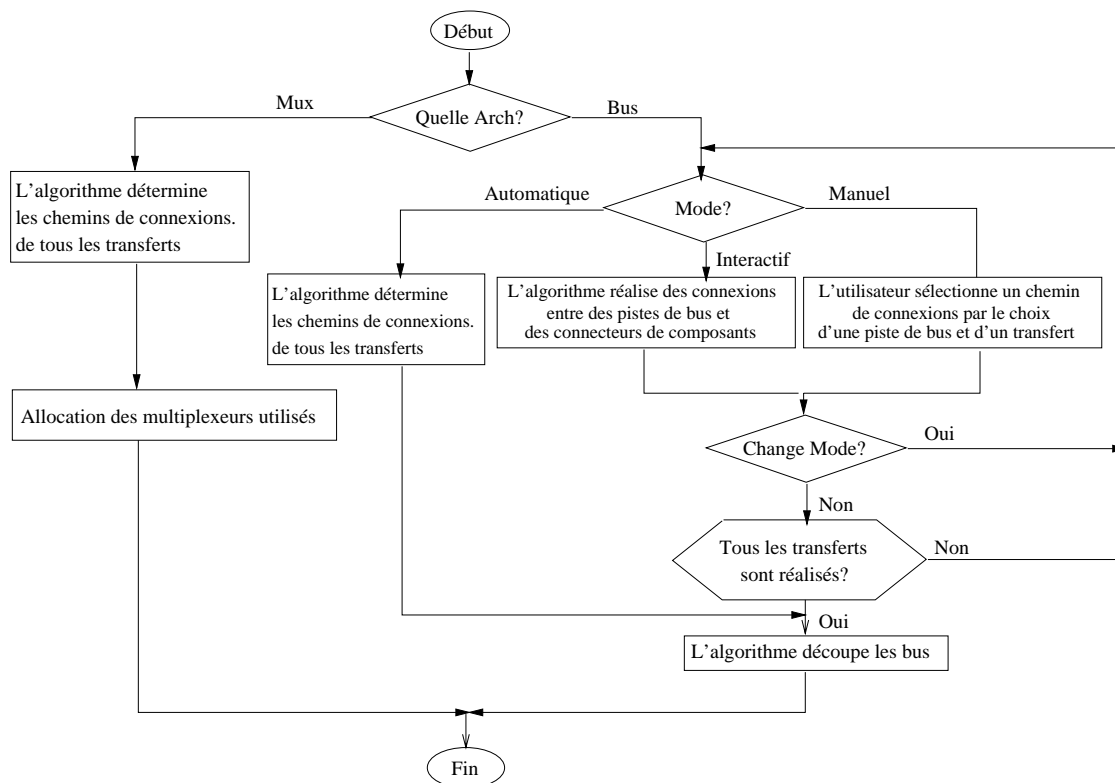 Début
Quelle Arch?
Mux
Bus
L'algorithme détermine
les chemins de connexions.
de tous les transferts
Allocation des multiplexeurs utilisés
Mode?
Automatique
Manuel
Interactif
L'algorithme détermine
les chemins de connexions.
de tous les transferts
L'algorithme réalise des connexions
entre des pistes de bus et
des connecteurs de composants
L'utilisateur sélectionne un chemin
de connexions par le choix
d'une piste de bus et d'un transfert
Change Mode?
Oui
Non
Tous les transferts
sont réalisés?
Non
Oui
L'algorithme découpe les bus
Fin